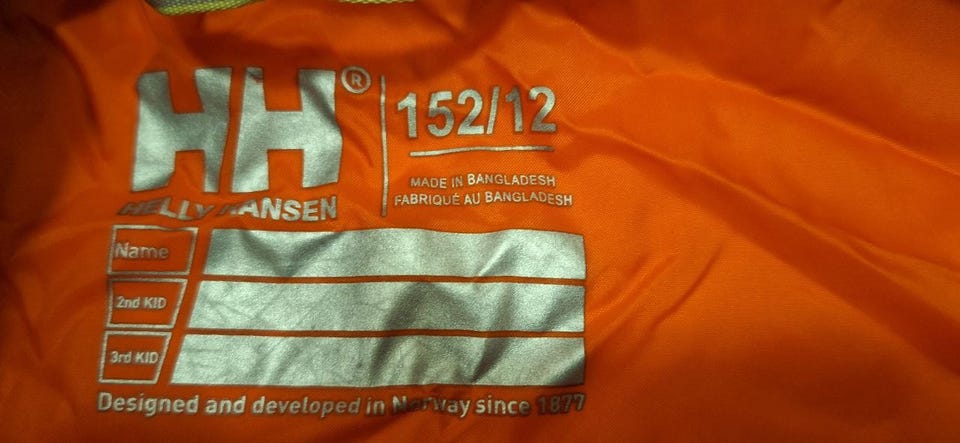 HH®
HELLY HANSEN
152/12
MADE IN BANGLADESH
FABRIQUÉ AU BANGLADESH
Name
2nd KID
3rd KID
Designed and developed in Norway since 1877